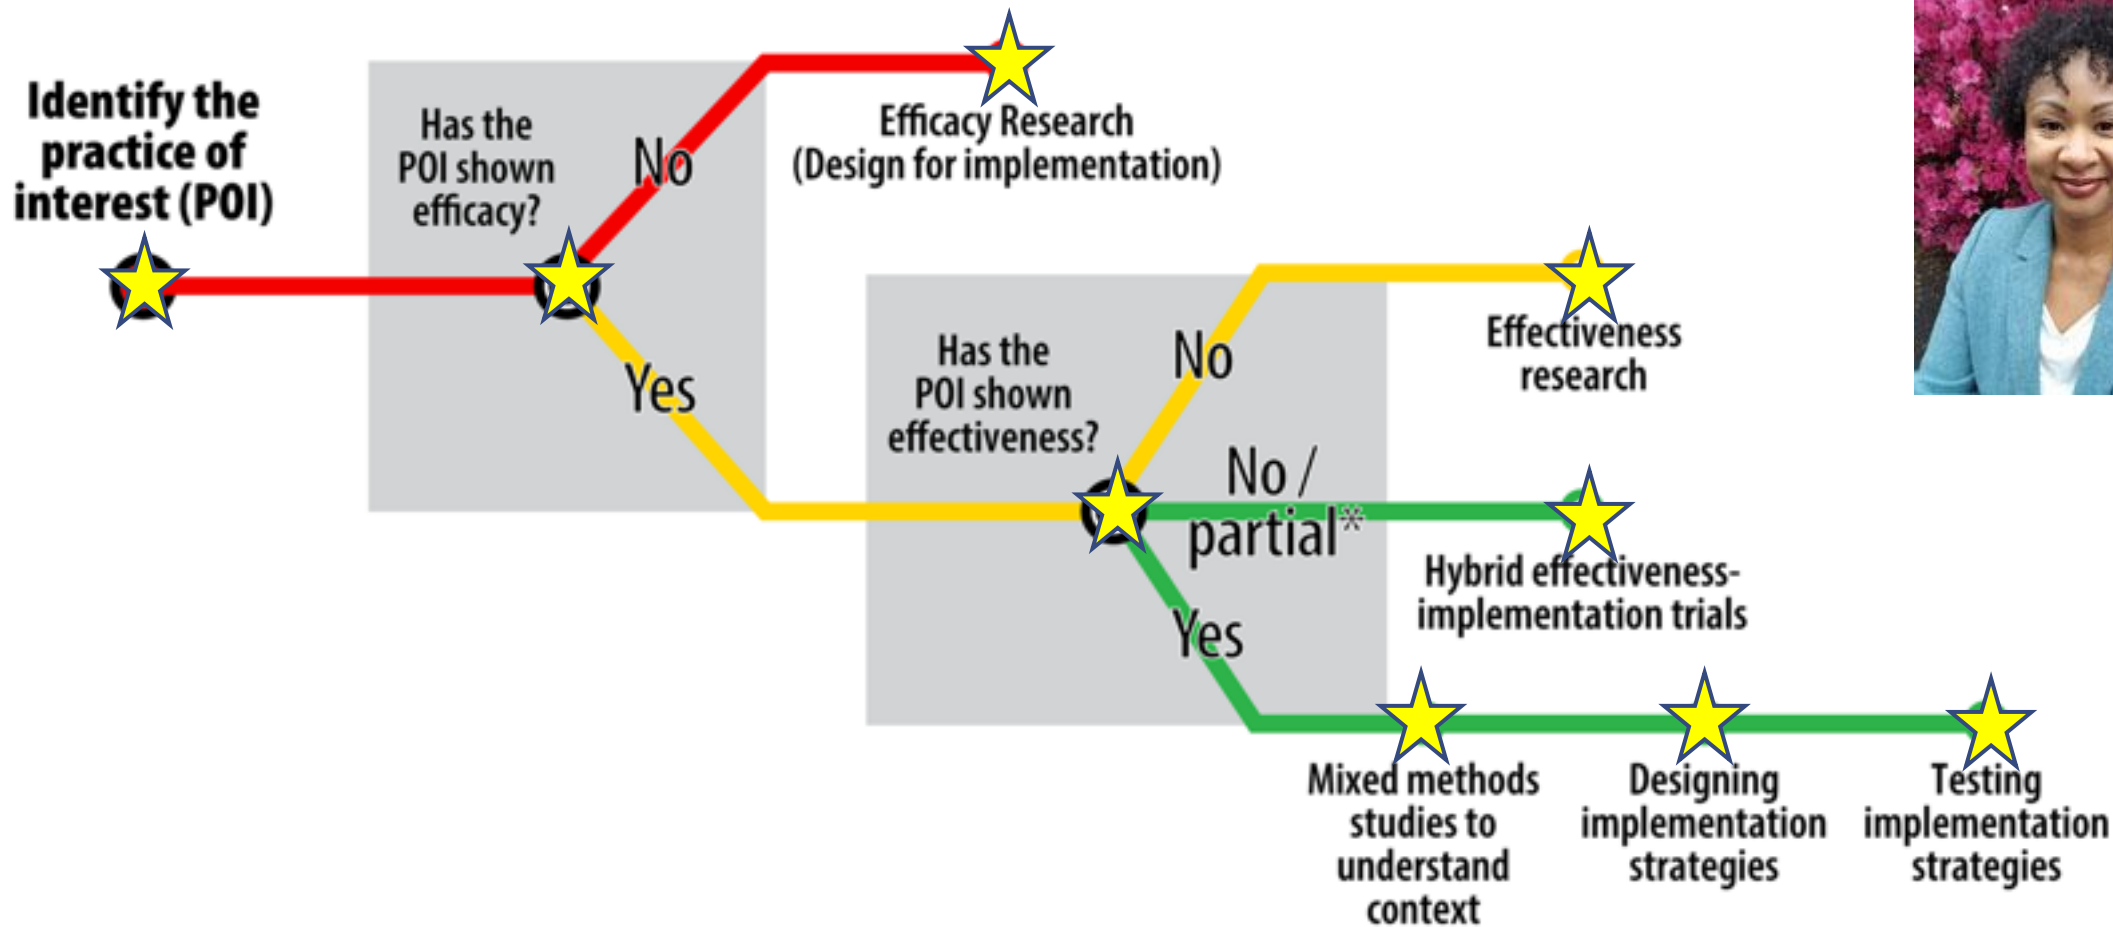 Identify the
practice of
interest (POI)
Has the
POI shown
efficacy?
No
Yes
Efficacy Research
(Design for implementation)
Has the
POI shown
effectiveness?
No
No /
partial*
Yes
Effectiveness
research
Hybrid effectiveness-
implementation trials
Mixed methods
studies to
understand
context
Designing
implementation
strategies
Testing
implementation
strategies